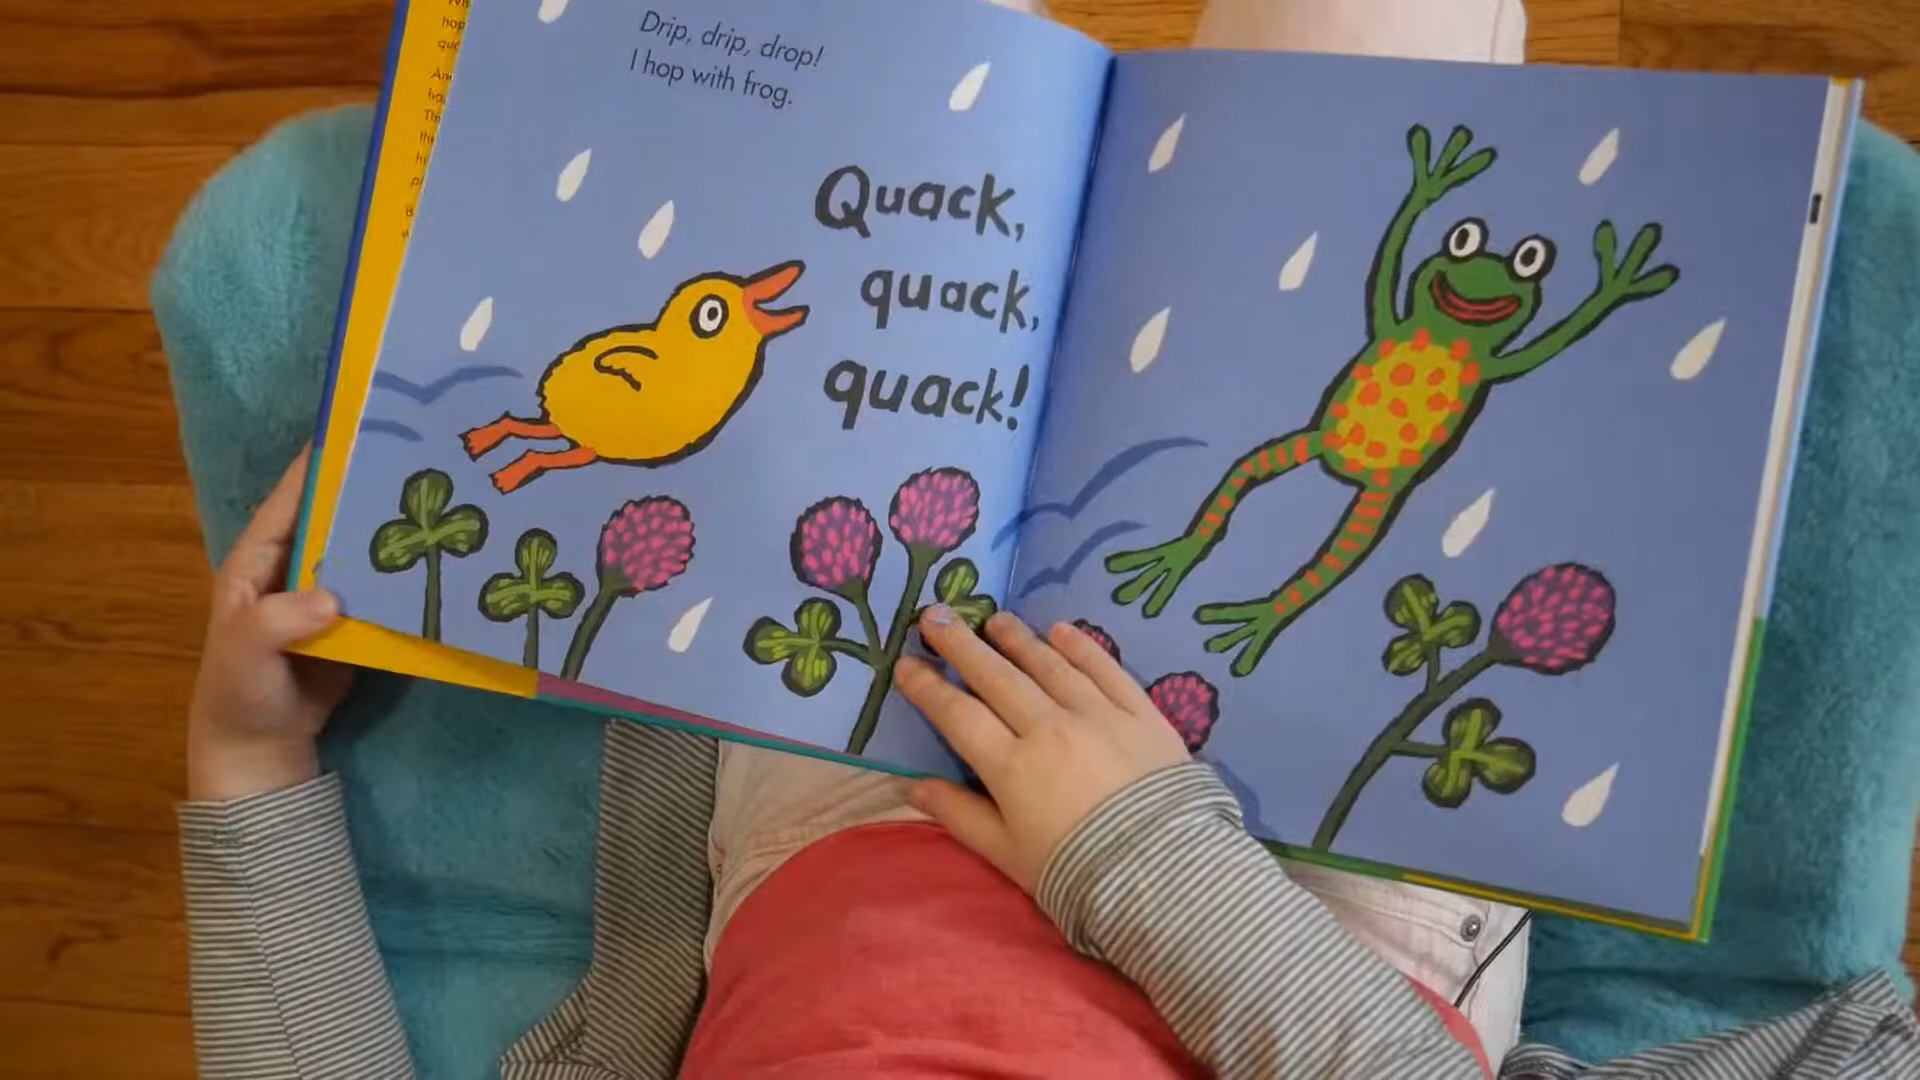 Drip, drip, drop!
I hop with frog.
Quack,
quack,
quack!